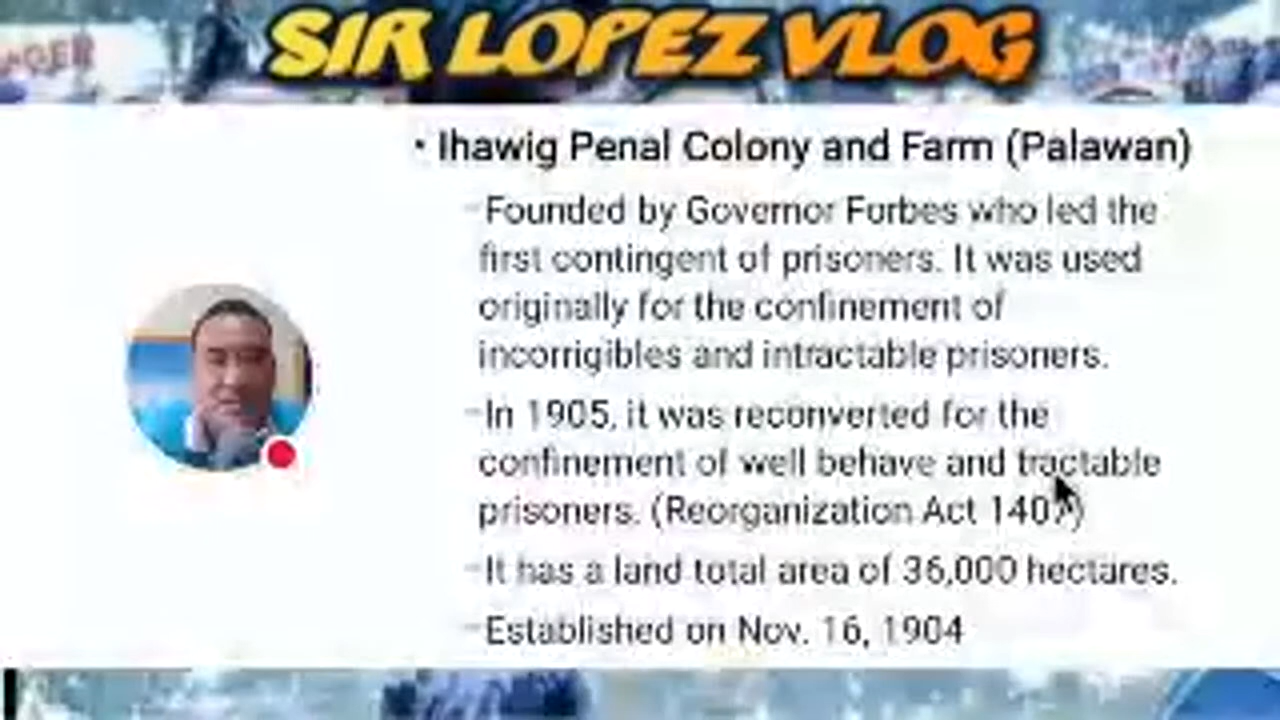 SIR LOPEZ VLOG
• Ihawig Penal Colony and Farm (Palawan)
–Founded by Governor Forbes who led the
first contingent of prisoners. It was used
originally for the confinement of
incorrigibles and intractable prisoners.
–In 1905, it was reconverted for the
confinement of well behave and tractable
prisoners. (Reorganization Act 1407)
–It has a land total area of 36,000 hectares.
–Established on Nov. 16, 1904